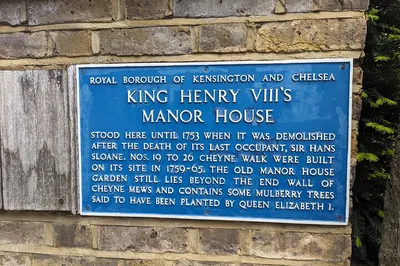 ROYAL BOROUGH OF KENSINGTON AND CHELSEA
KING HENRY VIII'S
MANOR HOUSE
STOOD HERE UNTIL 1753 WHEN IT WAS DEMOLISHED
AFTER THE DEATH OF ITS LAST OCCUPANT, SIR HANS
SLOANE. NOS. 19 TO 26 CHEYNE WALK WERE BUILT
ON ITS SITE IN 1759-65. THE OLD MANOR HOUSE
GARDEN STILL LIES BEYOND THE END WALL OF
CHEYNE MEWS AND CONTAINS SOME MULBERRY TREES
SAID TO HAVE BEEN PLANTED BY QUEEN ELIZABETH I.